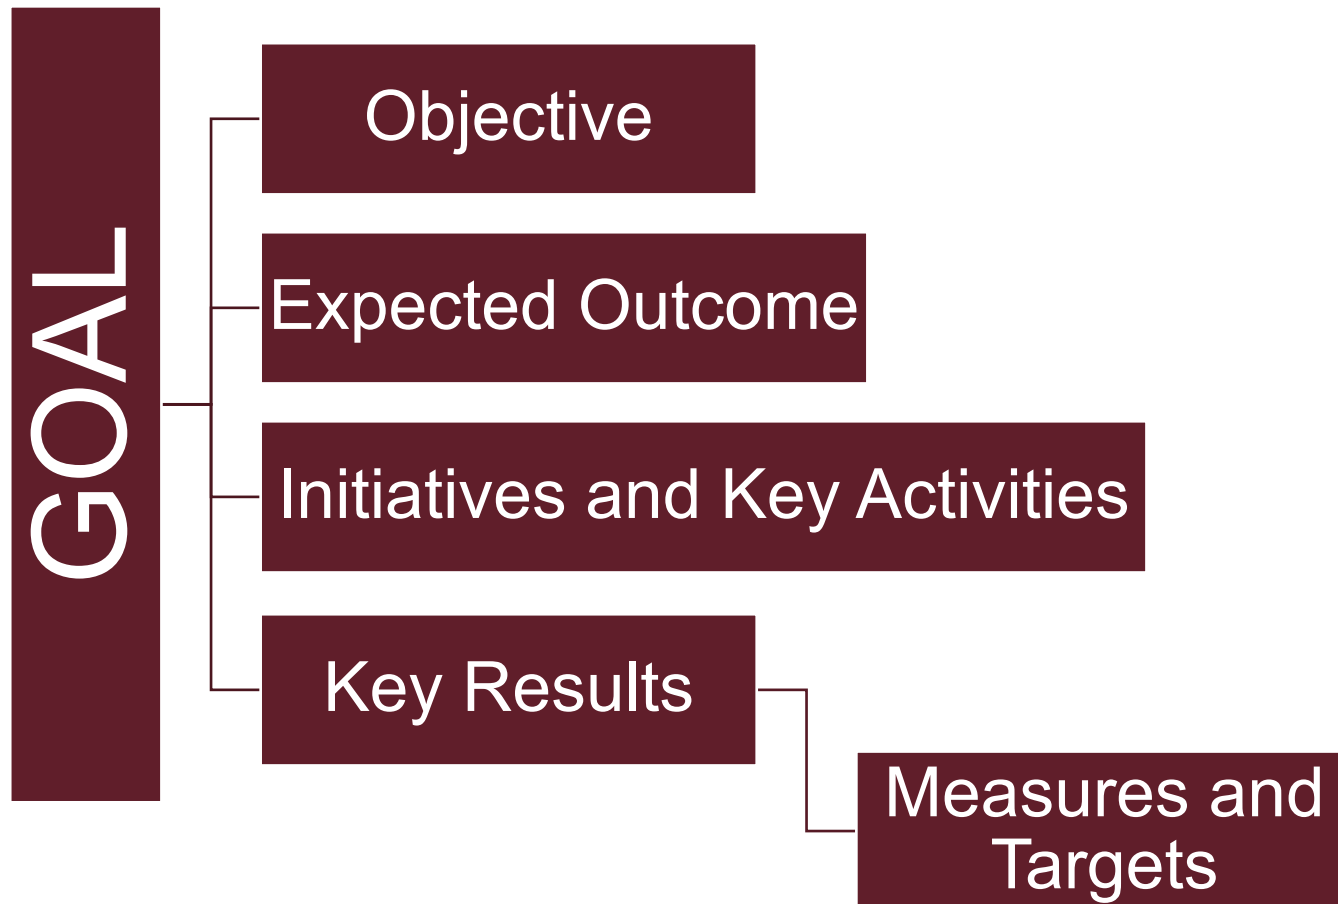 GOAL
Objective
Expected Outcome
Initiatives and Key Activities
Key Results
Measures and
Targets